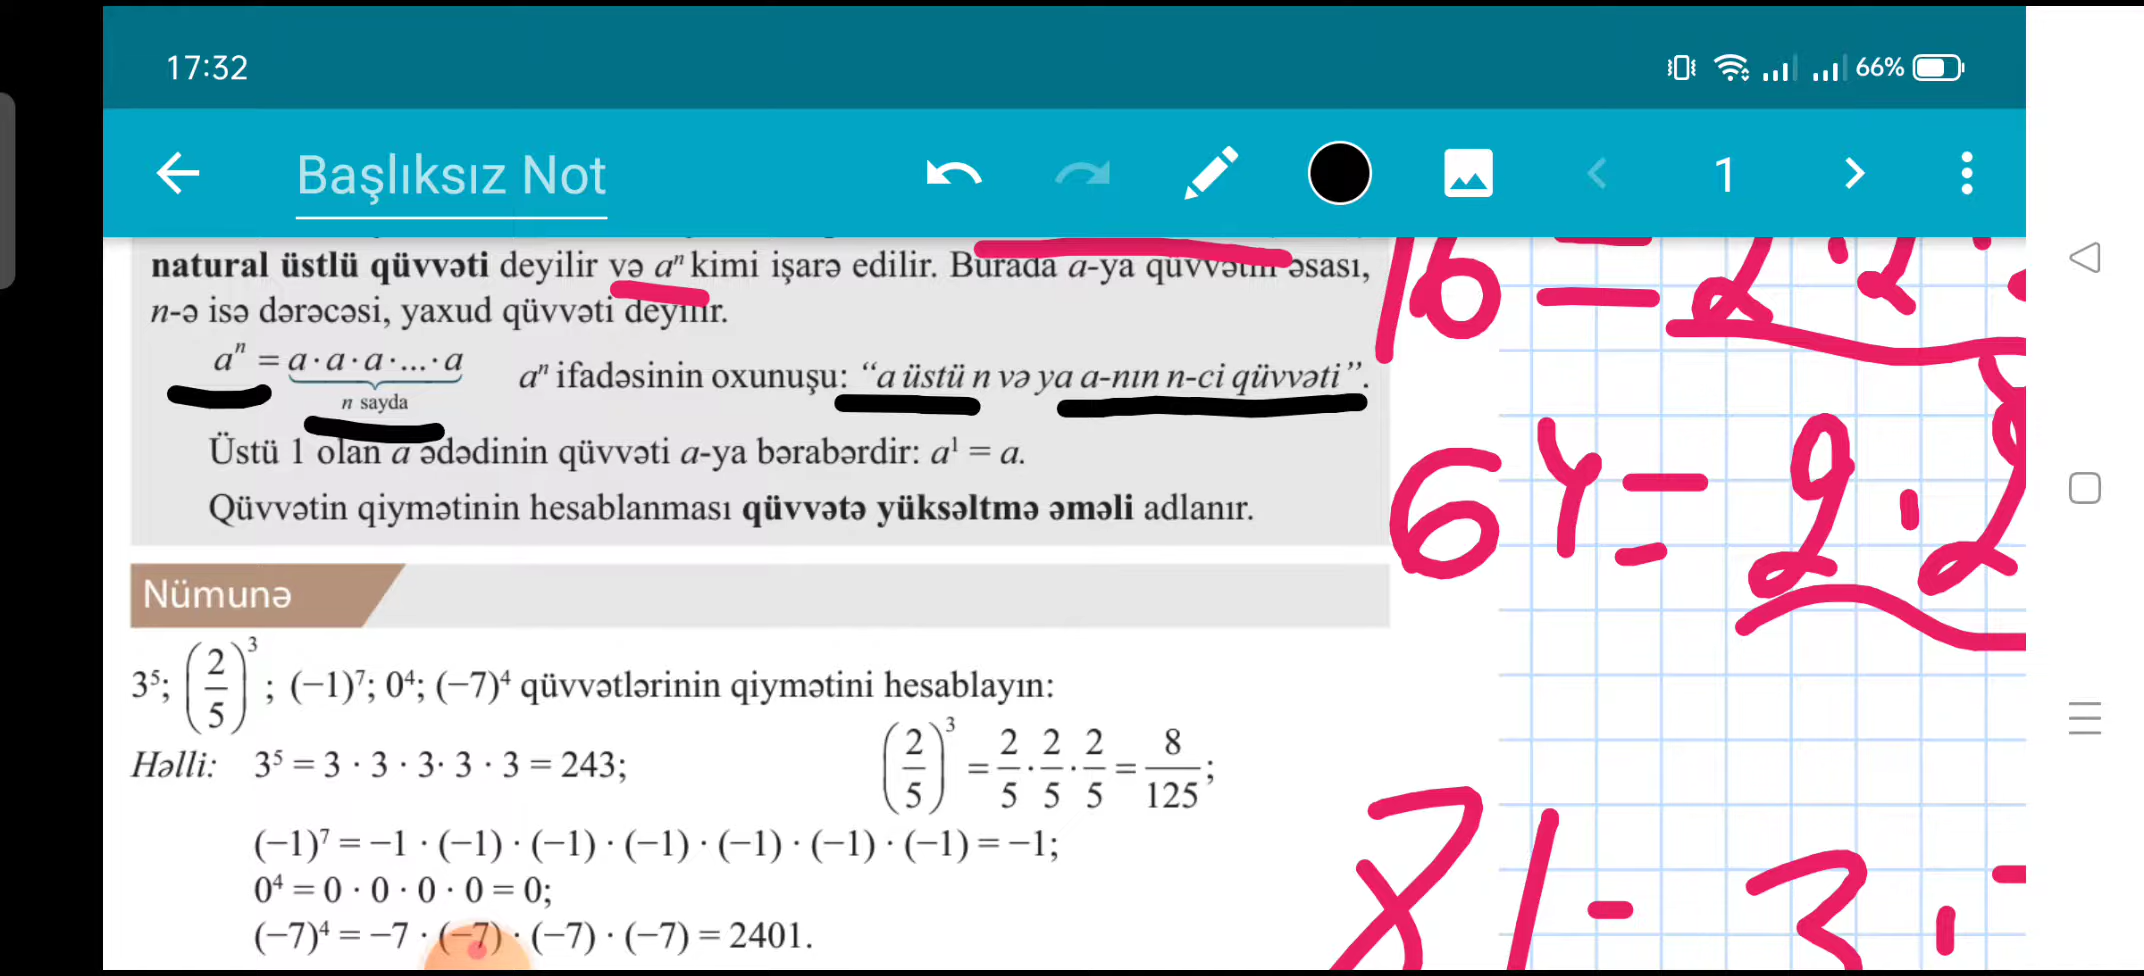 17:32
66%
Başlıksız Not
1
natural üstlü qüvvəti deyilir və aⁿ kimi işarə edilir. Burada a-ya qüvvətin əsası,
n-ə isə dərəcəsi, yaxud qüvvəti deyilir.
aⁿ = a · a · a · ... · a
n sayda
aⁿ ifadəsinin oxunuşu: “a üstü n və ya a-nın n-ci qüvvəti”.
Üstü 1 olan a ədədinin qüvvəti a-ya bərabərdir: a¹ = a.
Qüvvətin qiymətinin hesablanması qüvvətə yüksəltmə əməli adlanır.
Nümunə
3⁵; (2/5)³; (−1)⁷; 0⁴; (−7)⁴ qüvvətlərinin qiymətini hesablayın:
Həlli: 3⁵ = 3 · 3 · 3 · 3 · 3 = 243; (2/5)³ = 2/5 · 2/5 · 2/5 = 8/125;
(−1)⁷ = −1 · (−1) · (−1) · (−1) · (−1) · (−1) · (−1) = −1;
0⁴ = 0 · 0 · 0 · 0 = 0;
(−7)⁴ = −7 · (−7) · (−7) · (−7) = 2401.
16 = 2 · 2 ·
64 = 2 · 2
81 = 3 ·